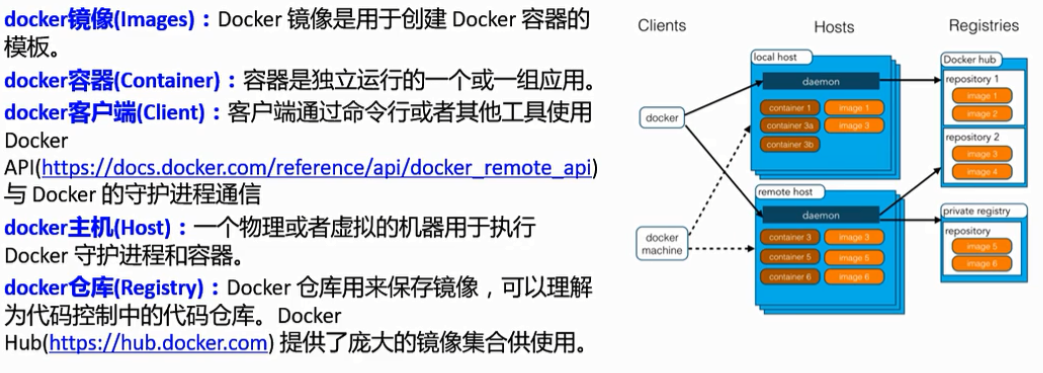 docker镜像(Images)：Docker 镜像是用于创建 Docker 容器的
模板。
docker容器(Container)：容器是独立运行的一个或一组应用。
docker客户端(Client)：客户端通过命令行或者其他工具使用
Docker
API(https://docs.docker.com/reference/api/docker_remote_api)
与 Docker 的守护进程通信
docker主机(Host)：一个物理或者虚拟的机器用于执行
Docker 守护进程和容器。
docker仓库(Registry)：Docker 仓库用来保存镜像，可以理解
为代码控制中的代码仓库。Docker
Hub(https://hub.docker.com) 提供了庞大的镜像集合供使用。
Clients
docker
docker
machine
Hosts
local host
daemon
container 1
image 1
container 3a
image 3
container 3b
remote host
daemon
container 3
image 3
container 5
image 5
container 6
image 6
Registries
Docker hub
repository 1
image 1
image 2
repository 2
image 3
image 4
private registry
repository
image 5
image 6